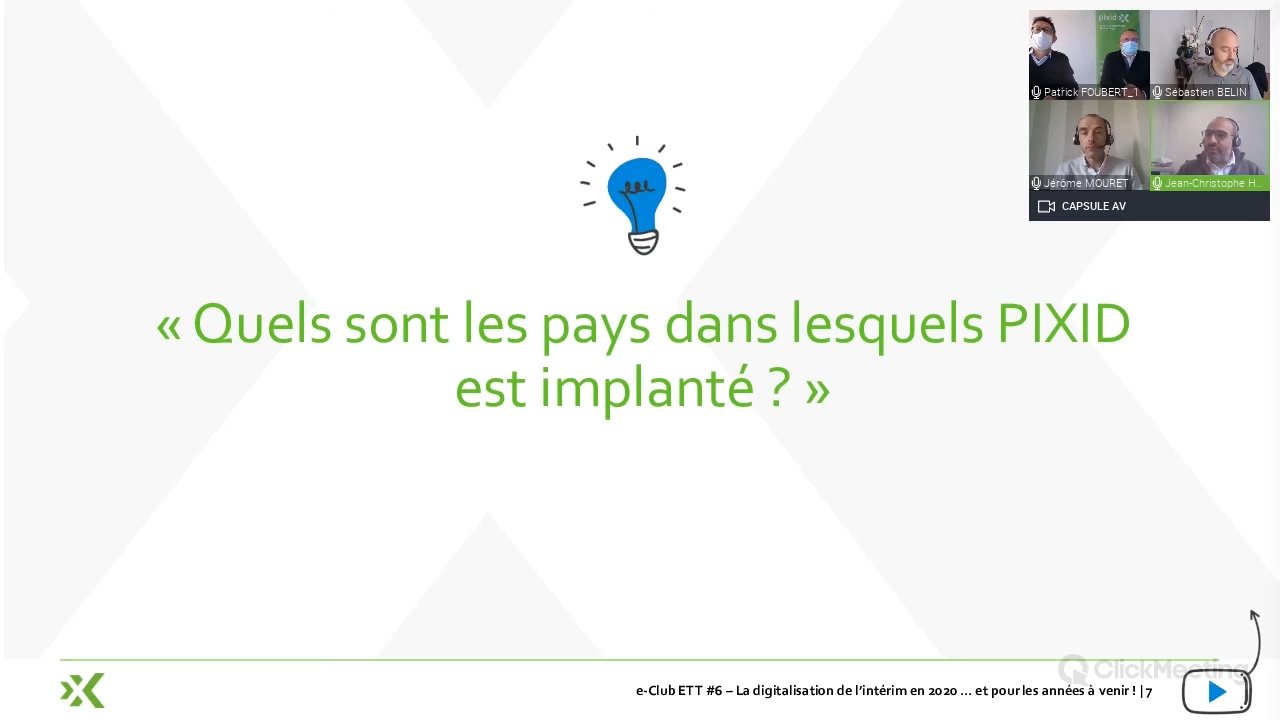 pixid
Patrick FOUBERT_1
Sébastien BELIN
Jérôme MOURET
Jean-Christophe H...
CAPSULE AV
« Quels sont les pays dans lesquels PIXID
est implanté ? »
ClickMeeting
e-Club ETT #6 – La digitalisation de l'intérim en 2020 ... et pour les années à venir ! | 7